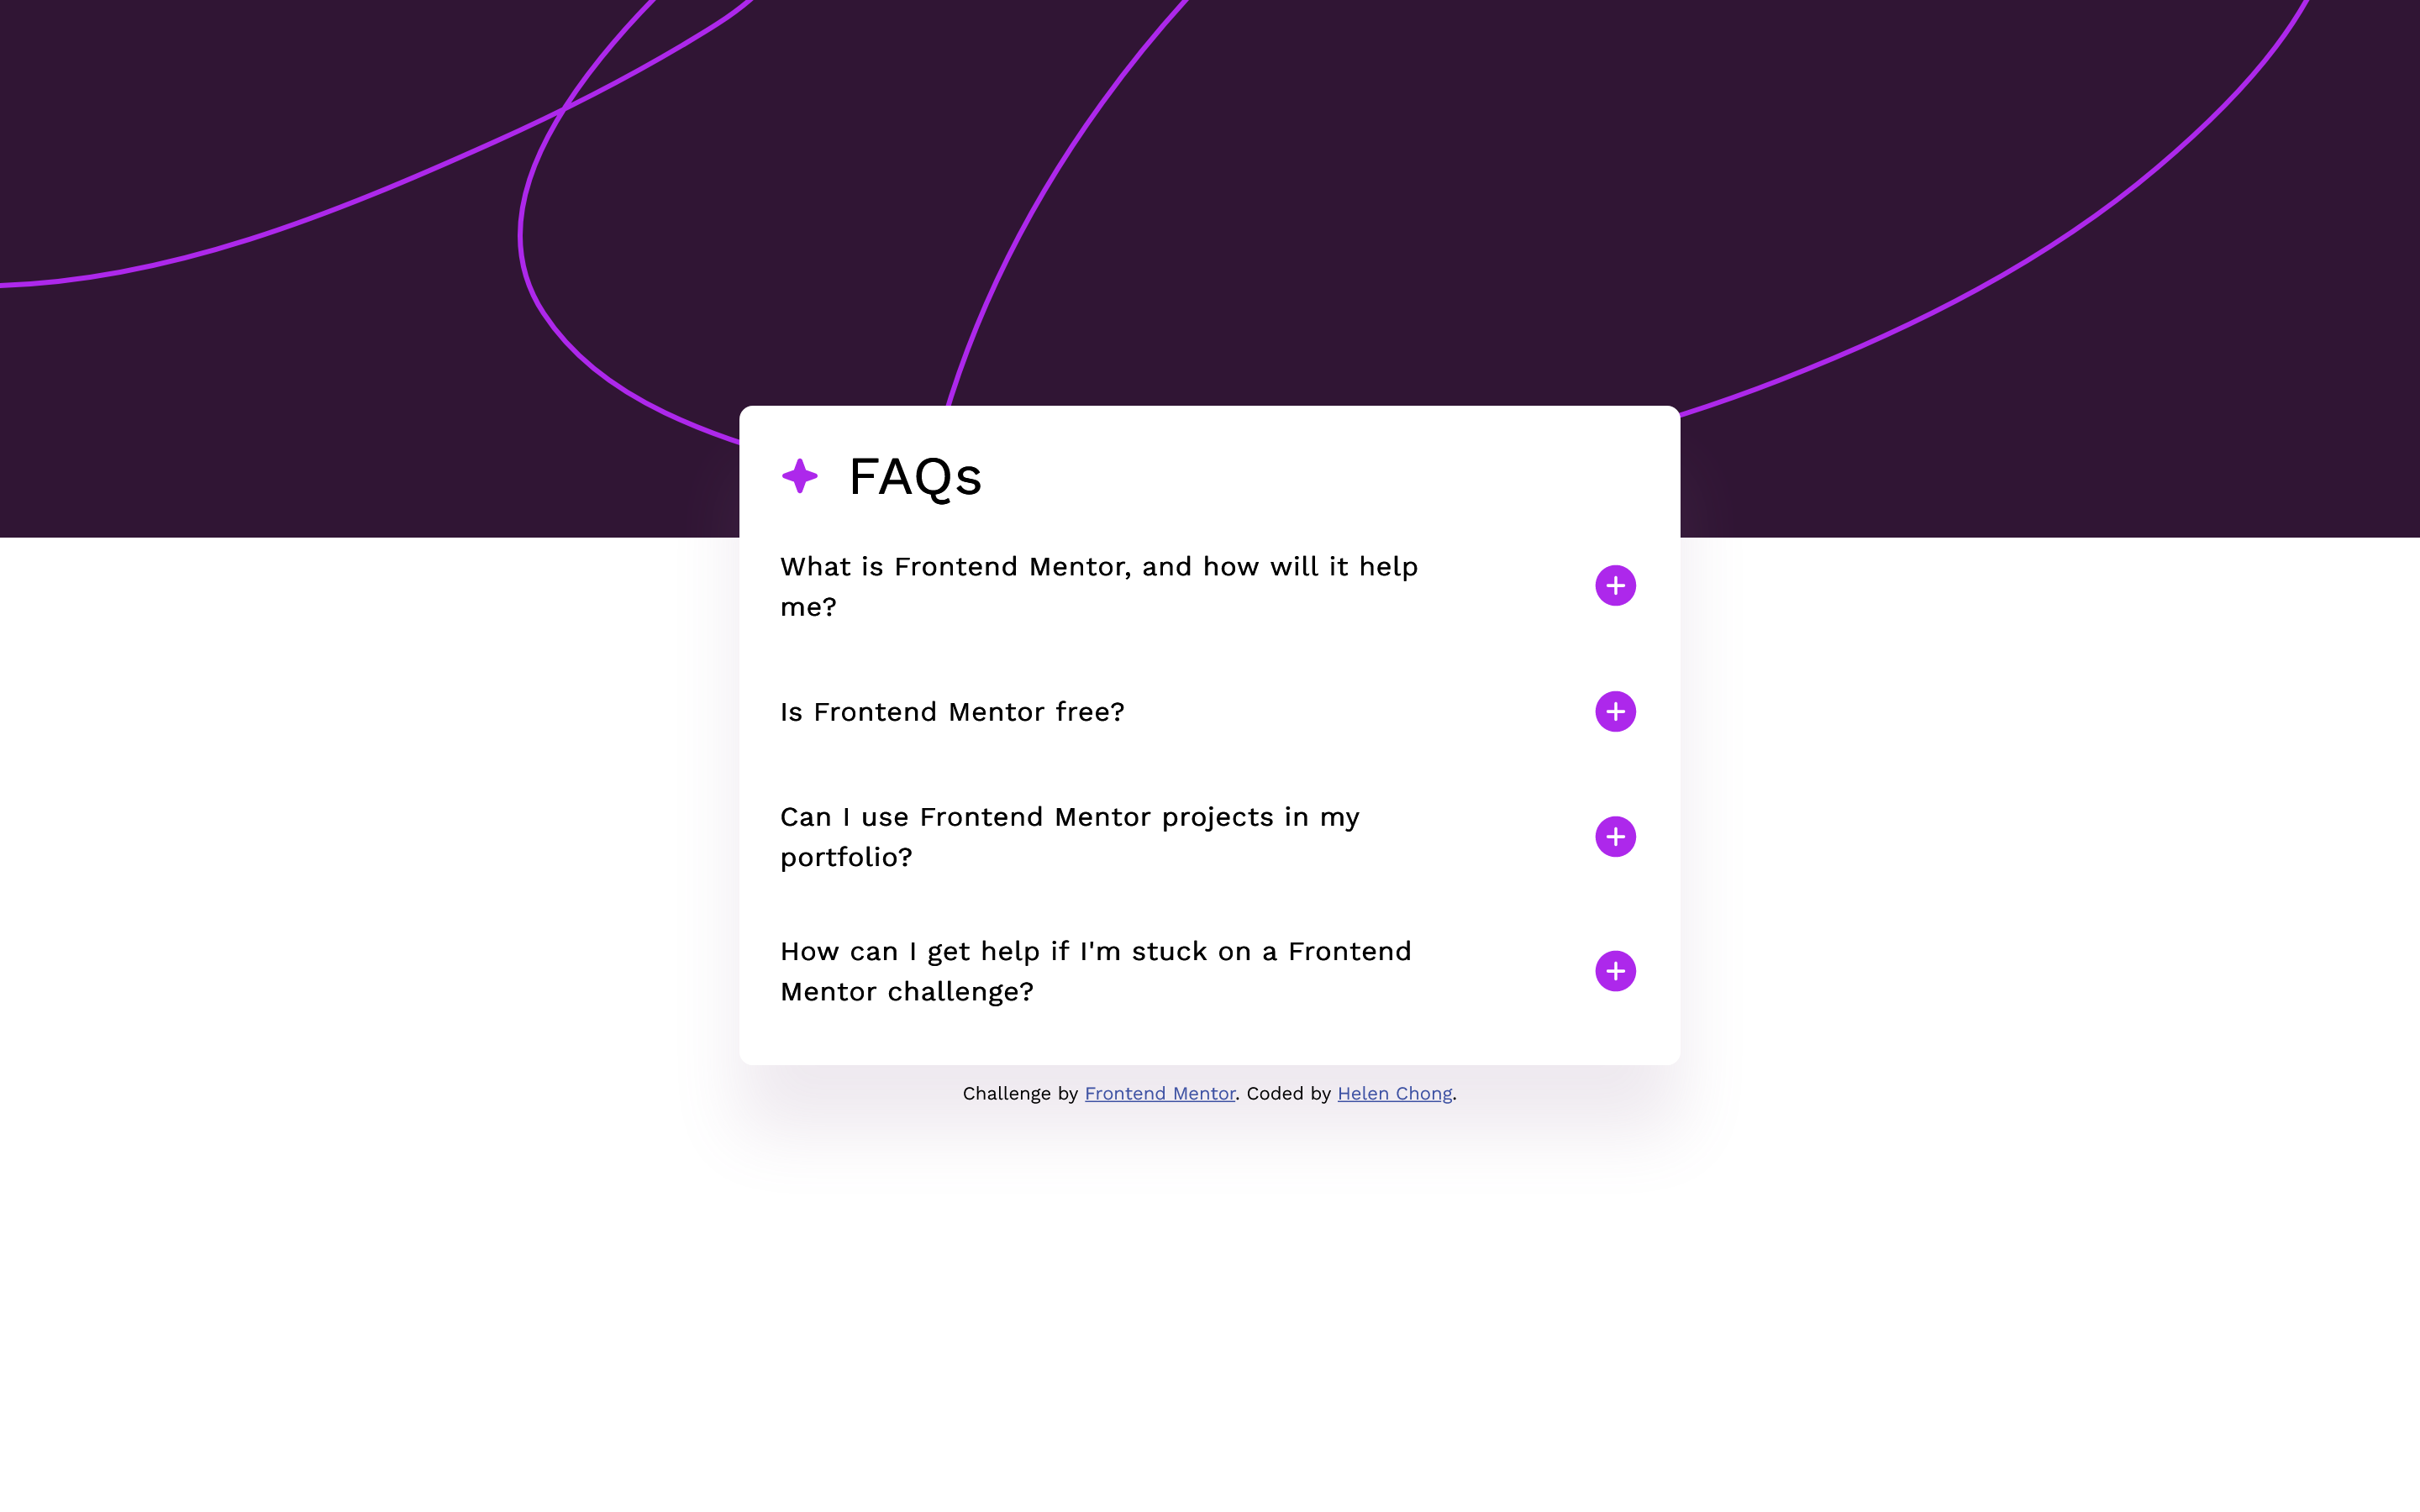 FAQs
What is Frontend Mentor, and how will it help
me?
Is Frontend Mentor free?
Can I use Frontend Mentor projects in my
portfolio?
How can I get help if I'm stuck on a Frontend
Mentor challenge?
Challenge by Frontend Mentor. Coded by Helen Chong.